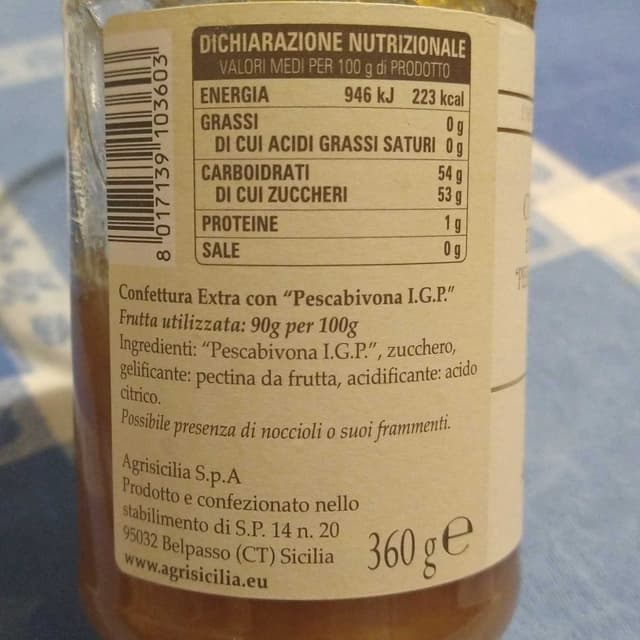 DICHIARAZIONE NUTRIZIONALE
VALORI MEDI PER 100 g di PRODOTTO
ENERGIA 946 kJ 223 kcal
GRASSI 0 g
DI CUI ACIDI GRASSI SATURI 0 g
CARBOIDRATI 54 g
DI CUI ZUCCHERI 53 g
PROTEINE 1 g
SALE 0 g
8 017139 103603
Confettura Extra con “Pescabivona I.G.P.”
Frutta utilizzata: 90g per 100g
Ingredienti: “Pescabivona I.G.P.”, zucchero,
gelificante: pectina da frutta, acidificante: acido
citrico.
Possibile presenza di noccioli o suoi frammenti.
Agrisicilia S.p.A
Prodotto e confezionato nello
stabilimento di S.P. 14 n. 20
95032 Belpasso (CT) Sicilia
www.agrisicilia.eu
360 g e